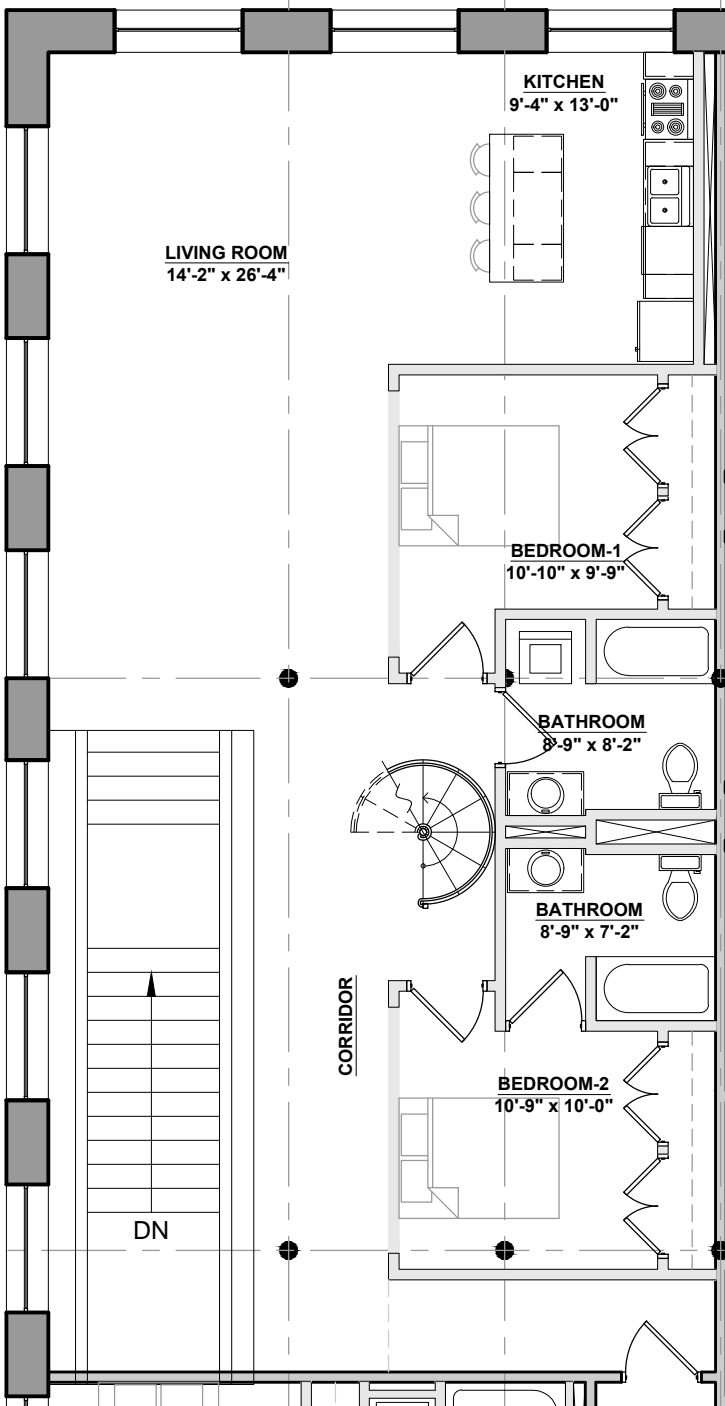 KITCHEN
9'-4" x 13'-0"
LIVING ROOM
14'-2" x 26'-4"
BEDROOM-1
10'-10" x 9'-9"
BATHROOM
8'-9" x 8'-2"
BATHROOM
8'-9" x 7'-2"
CORRIDOR
BEDROOM-2
10'-9" x 10'-0"
DN